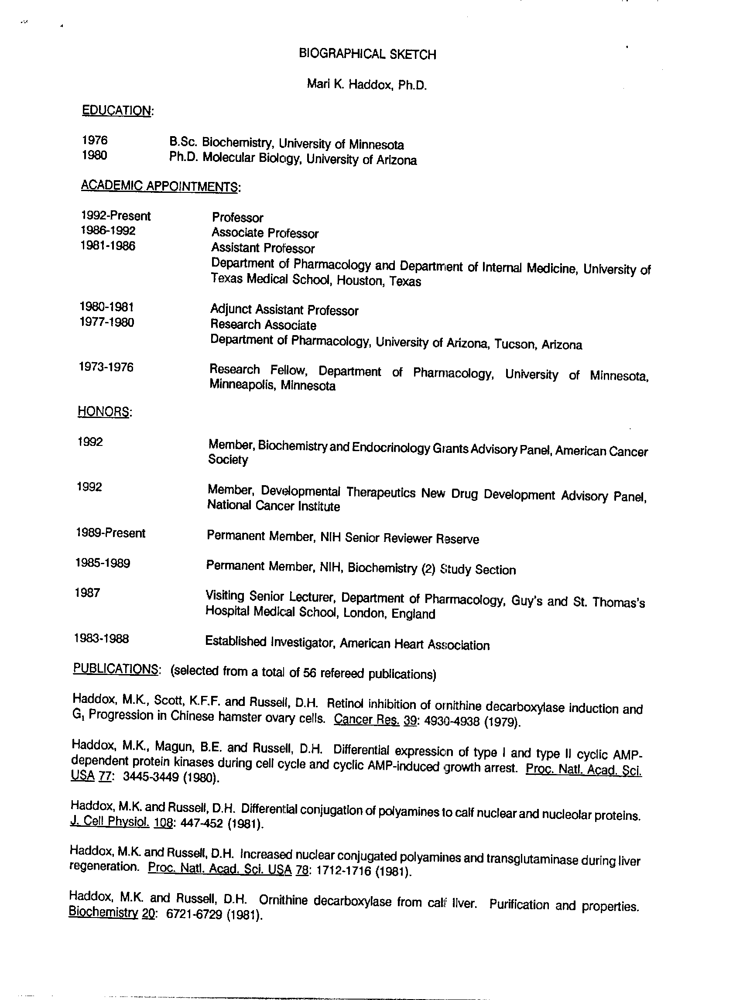 BIOGRAPHICAL SKETCH
Mari K. Haddox, Ph.D.
EDUCATION:
1976 B.Sc. Biochemistry, University of Minnesota
1980 Ph.D. Molecular Biology, University of Arizona
ACADEMIC APPOINTMENTS:
1992-Present Professor
1986-1992 Associate Professor
1981-1986 Assistant Professor
Department of Pharmacology and Department of Internal Medicine, University of
Texas Medical School, Houston, Texas
1980-1981 Adjunct Assistant Professor
1977-1980 Research Associate
Department of Pharmacology, University of Arizona, Tucson, Arizona
1973-1976 Research Fellow, Department of Pharmacology, University of Minnesota,
Minneapolis, Minnesota
HONORS:
1992 Member, Biochemistry and Endocrinology Grants Advisory Panel, American Cancer
Society
1992 Member, Developmental Therapeutics New Drug Development Advisory Panel,
National Cancer Institute
1989-Present Permanent Member, NIH Senior Reviewer Reserve
1985-1989 Permanent Member, NIH, Biochemistry (2) Study Section
1987 Visiting Senior Lecturer, Department of Pharmacology, Guy's and St. Thomas's
Hospital Medical School, London, England
1983-1988 Established Investigator, American Heart Association
PUBLICATIONS: (selected from a total of 56 refereed publications)
Haddox, M.K., Scott, K.F.F. and Russell, D.H. Retinol inhibition of ornithine decarboxylase induction and
G₁ Progression in Chinese hamster ovary cells. Cancer Res. 39: 4930-4938 (1979).
Haddox, M.K., Magun, B.E. and Russell, D.H. Differential expression of type I and type II cyclic AMP-
dependent protein kinases during cell cycle and cyclic AMP-induced growth arrest. Proc. Natl. Acad. Sci.
USA 77: 3445-3449 (1980).
Haddox, M.K. and Russell, D.H. Differential conjugation of polyamines to calf nuclear and nucleolar proteins.
J. Cell Physiol. 108: 447-452 (1981).
Haddox, M.K. and Russell, D.H. Increased nuclear conjugated polyamines and transglutaminase during liver
regeneration. Proc. Natl. Acad. Sci. USA 78: 1712-1716 (1981).
Haddox, M.K. and Russell, D.H. Ornithine decarboxylase from calf liver. Purification and properties.
Biochemistry 20: 6721-6729 (1981).